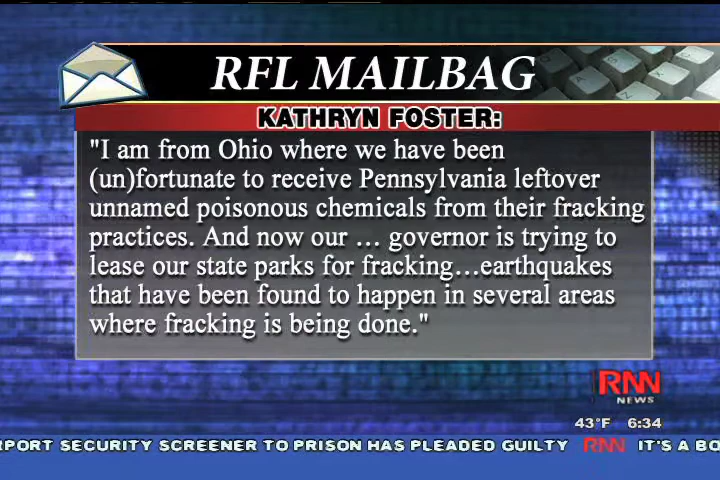 RFL MAILBAG
KATHRYN FOSTER:
"I am from Ohio where we have been
(un)fortunate to receive Pennsylvania leftover
unnamed poisonous chemicals from their fracking
practices. And now our ... governor is trying to
lease our state parks for fracking...earthquakes
that have been found to happen in several areas
where fracking is being done."
RNN
NEWS
43°F 6:34
RPORT SECURITY SCREENER TO PRISON HAS PLEADED GUILTY RNN IT'S A BO